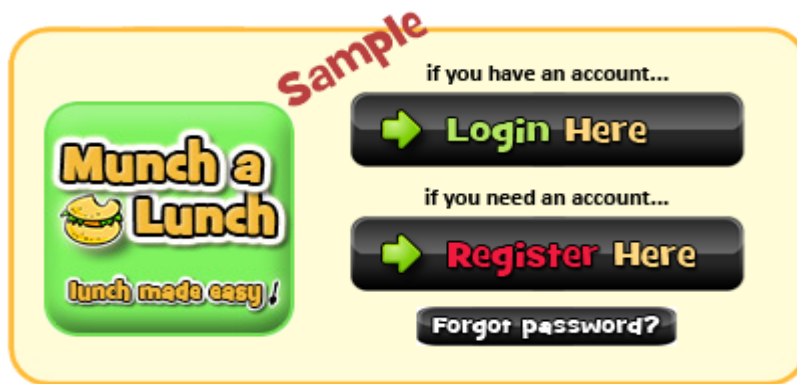 Sample
if you have an account...
Login Here
Munch a
Lunch
lunch made easy!
if you need an account...
Register Here
Forgot password?